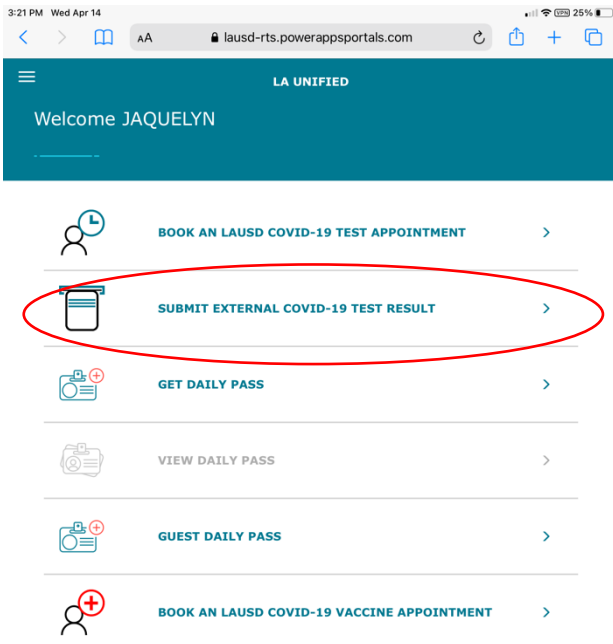 3:21 PM Wed Apr 14 VPN 25%
AA lausd-rts.powerappsportals.com
LA UNIFIED
Welcome JAQUELYN
BOOK AN LAUSD COVID-19 TEST APPOINTMENT
SUBMIT EXTERNAL COVID-19 TEST RESULT
GET DAILY PASS
VIEW DAILY PASS
GUEST DAILY PASS
BOOK AN LAUSD COVID-19 VACCINE APPOINTMENT